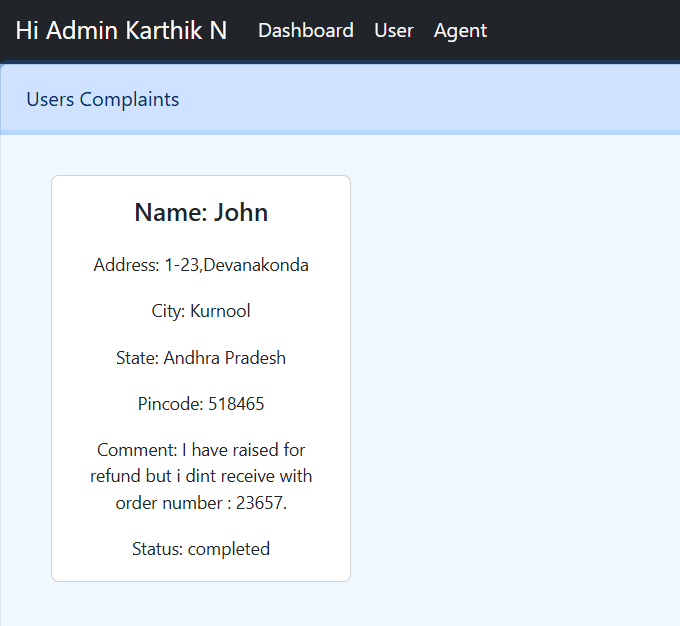 Hi Admin Karthik N Dashboard User Agent
Users Complaints
Name: John
Address: 1-23,Devanakonda
City: Kurnool
State: Andhra Pradesh
Pincode: 518465
Comment: I have raised for
refund but i dint receive with
order number : 23657.
Status: completed